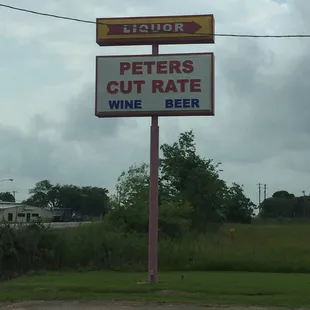 LIQUOR
PETERS
CUT RATE
WINE BEER